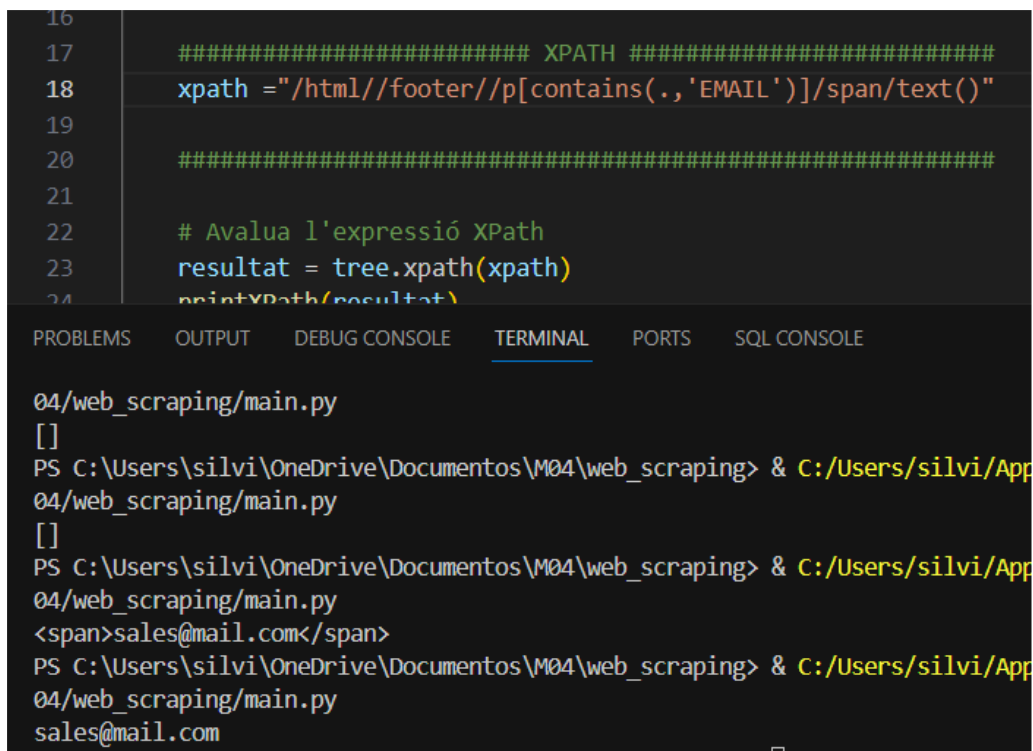 16
17 ######################### XPATH ##########################
18 xpath ="/html//footer//p[contains(.,'EMAIL')]/span/text()"
19
20 ##########################################################
21
22 # Avalua l'expressió XPath
23 resultat = tree.xpath(xpath)
24 printXPath(resultat)
PROBLEMS OUTPUT DEBUG CONSOLE TERMINAL PORTS SQL CONSOLE
04/web_scraping/main.py
[]
PS C:\Users\silvi\OneDrive\Documentos\M04\web_scraping> & C:/Users/silvi/App
04/web_scraping/main.py
[]
PS C:\Users\silvi\OneDrive\Documentos\M04\web_scraping> & C:/Users/silvi/App
04/web_scraping/main.py
<span>sales@mail.com</span>
PS C:\Users\silvi\OneDrive\Documentos\M04\web_scraping> & C:/Users/silvi/App
04/web_scraping/main.py
sales@mail.com